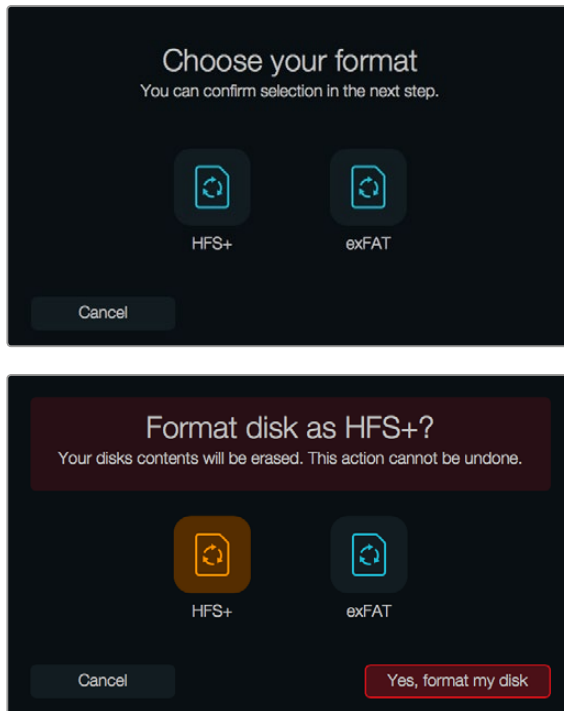 Choose your format
You can confirm selection in the next step.
HFS+ exFAT
Cancel
Format disk as HFS+?
Your disks contents will be erased. This action cannot be undone.
HFS+ exFAT
Cancel Yes, format my disk